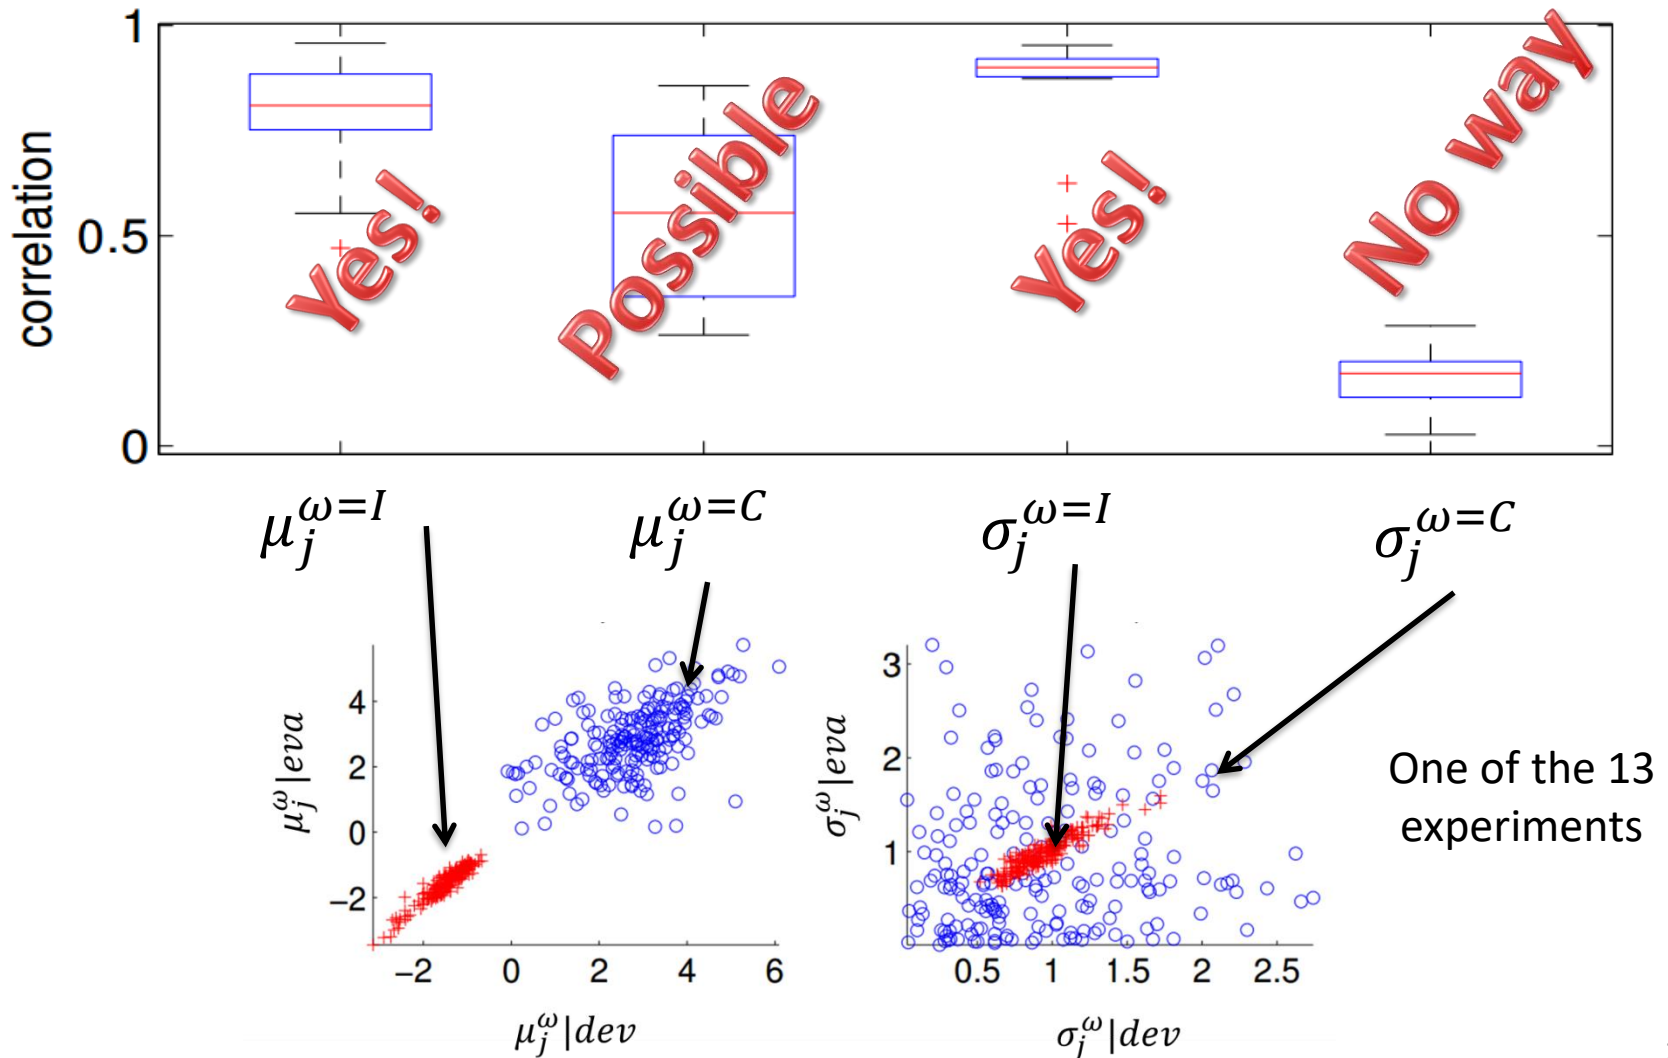 1
0.5
0
correlation
Yes!
Possible
Yes!
No way
μ_j^{ω=I}
μ_j^{ω=C}
σ_j^{ω=I}
σ_j^{ω=C}
4
2
0
−2
μ_j^ω|eva
−2 0 2 4 6
μ_j^ω|dev
3
2
1
σ_j^ω|eva
0.5 1 1.5 2 2.5
σ_j^ω|dev
One of the 13
experiments